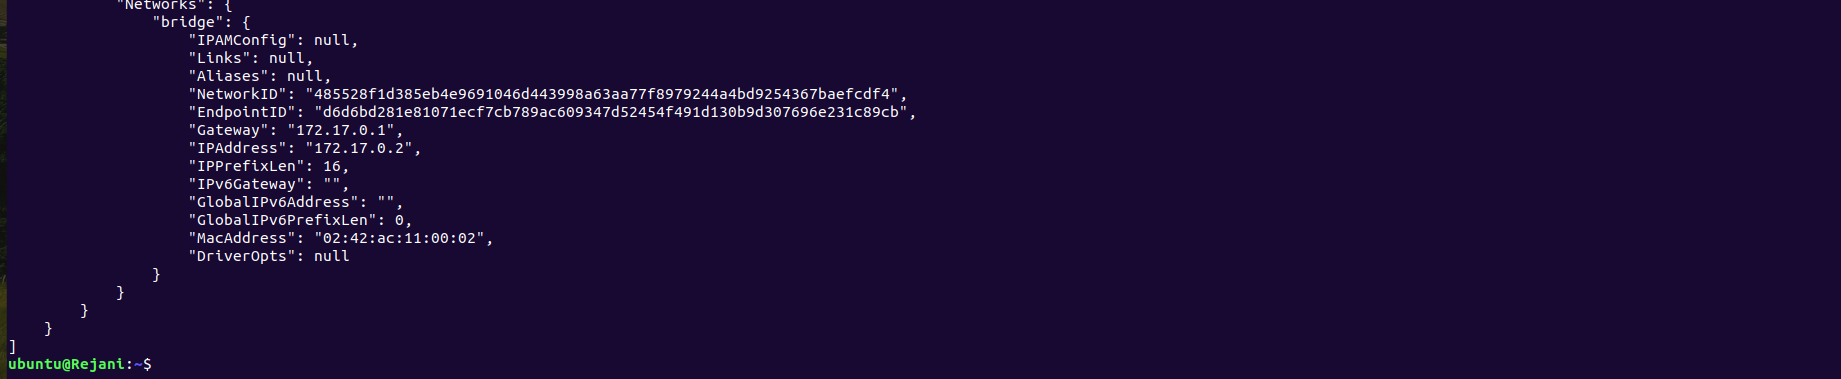 "Networks": {
"bridge": {
"IPAMConfig": null,
"Links": null,
"Aliases": null,
"NetworkID": "485528f1d385eb4e9691046d443998a63aa77f8979244a4bd9254367baefcdf4",
"EndpointID": "d6d6bd281e81071ecf7cb789ac609347d52454f491d130b9d307696e231c89cb",
"Gateway": "172.17.0.1",
"IPAddress": "172.17.0.2",
"IPPrefixLen": 16,
"IPv6Gateway": "",
"GlobalIPv6Address": "",
"GlobalIPv6PrefixLen": 0,
"MacAddress": "02:42:ac:11:00:02",
"DriverOpts": null
}
}
}
}
]
ubuntu@Rejani:~$